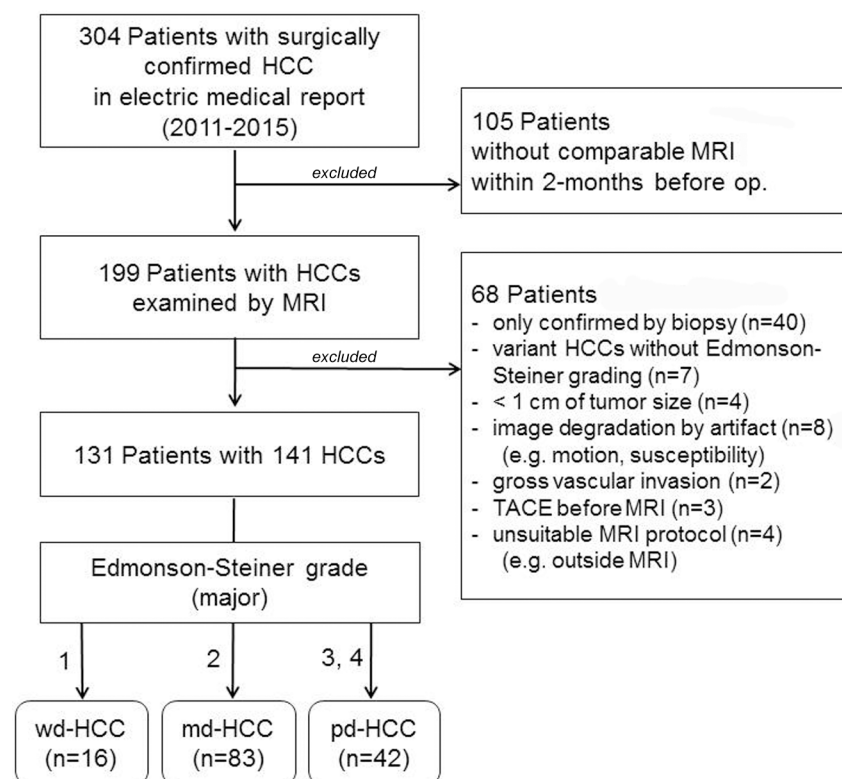 304 Patients with surgically
confirmed HCC
in electric medical report
(2011-2015)
excluded
105 Patients
without comparable MRI
within 2-months before op.
199 Patients with HCCs
examined by MRI
excluded
68 Patients
- only confirmed by biopsy (n=40)
- variant HCCs without Edmonson-
Steiner grading (n=7)
- < 1 cm of tumor size (n=4)
- image degradation by artifact (n=8)
(e.g. motion, susceptibility)
- gross vascular invasion (n=2)
- TACE before MRI (n=3)
- unsuitable MRI protocol (n=4)
(e.g. outside MRI)
131 Patients with 141 HCCs
Edmonson-Steiner grade
(major)
1
2
3, 4
wd-HCC
(n=16)
md-HCC
(n=83)
pd-HCC
(n=42)